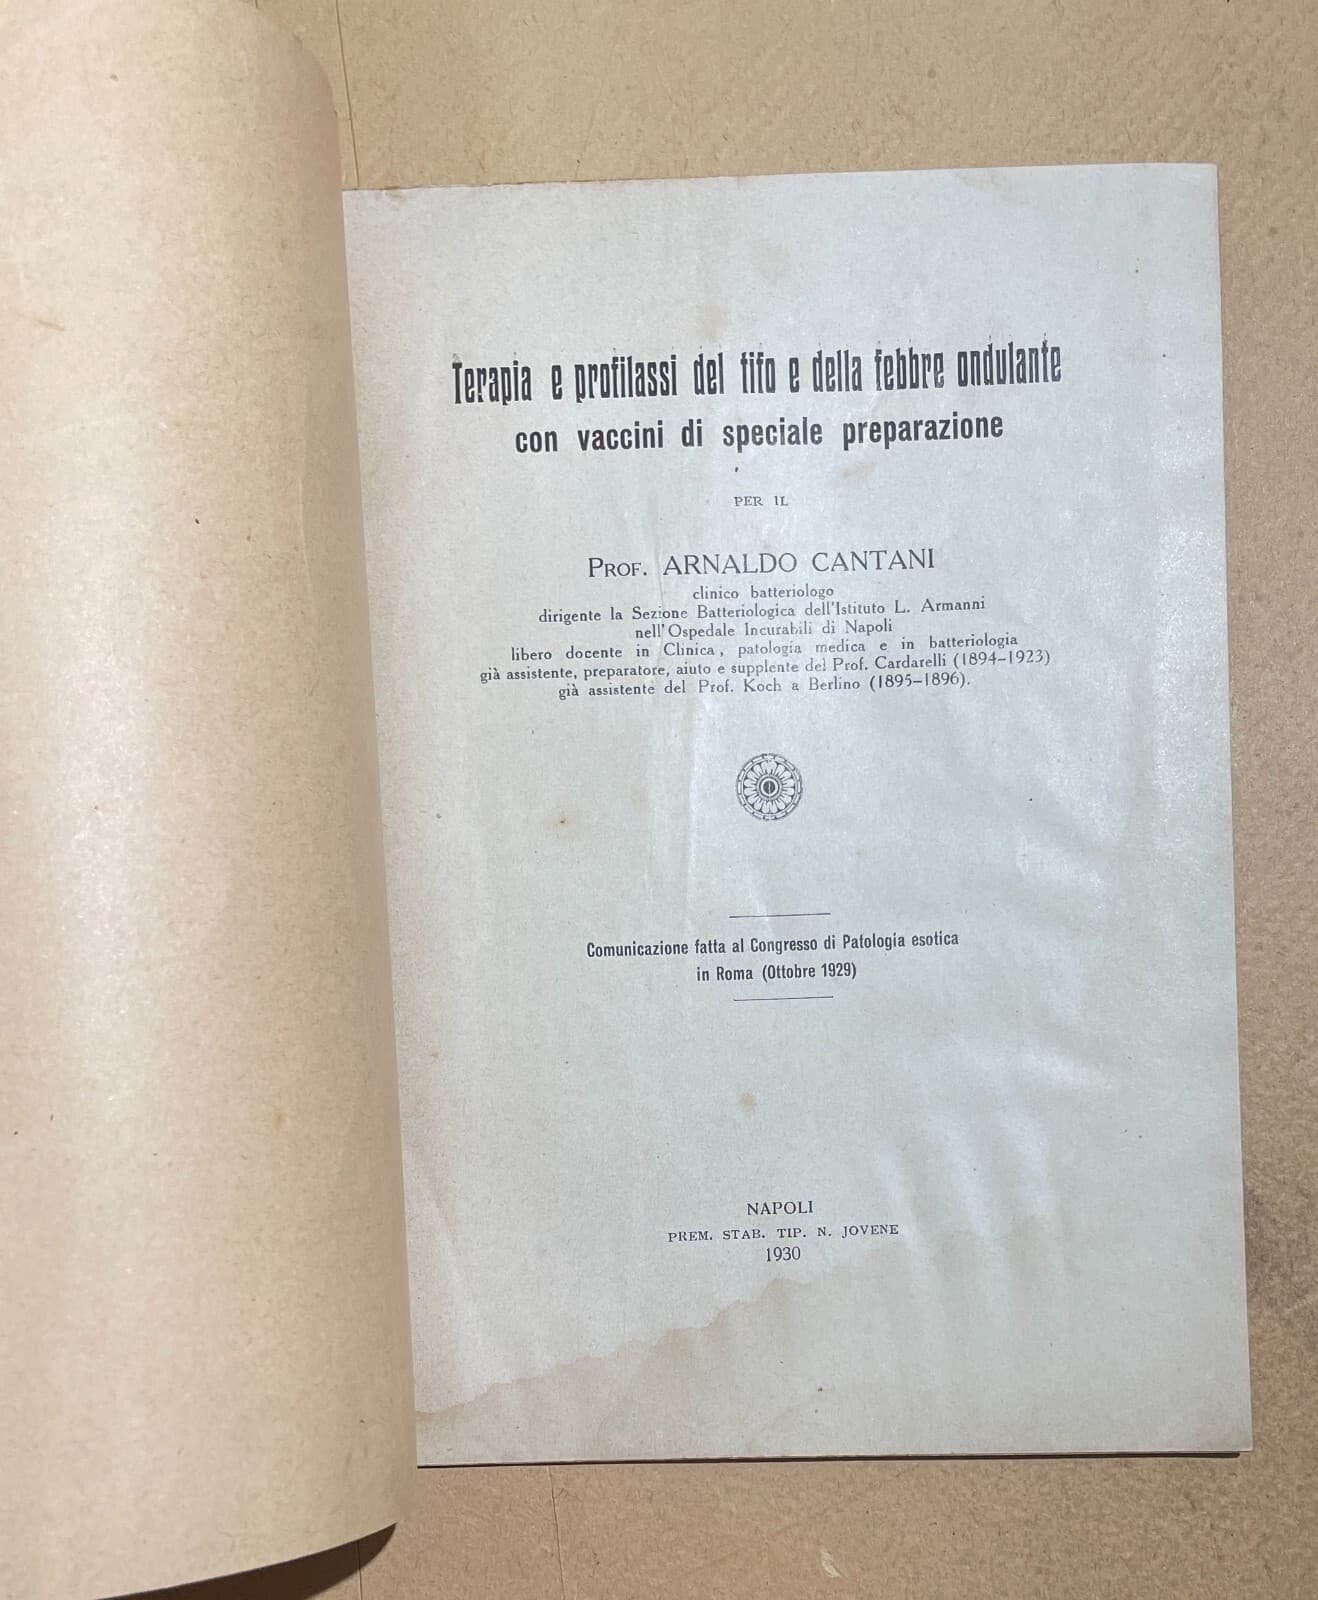 Terapia e profilassi del tifo e della febbre ondulante
con vaccini di speciale preparazione
PER IL
PROF. ARNALDO CANTANI
clinico batteriologo
dirigente la Sezione Batteriologica dell'Istituto L. Armanni
nell'Ospedale Incurabili di Napoli
libero docente in Clinica, patologia medica e in batteriologia
già assistente, preparatore, aiuto e supplente del Prof. Cardarelli (1894-1923)
già assistente del Prof. Koch a Berlino (1895-1896).
Comunicazione fatta al Congresso di Patologia esotica
in Roma (Ottobre 1929)
NAPOLI
PREM. STAB. TIP. N. JOVENE
1930